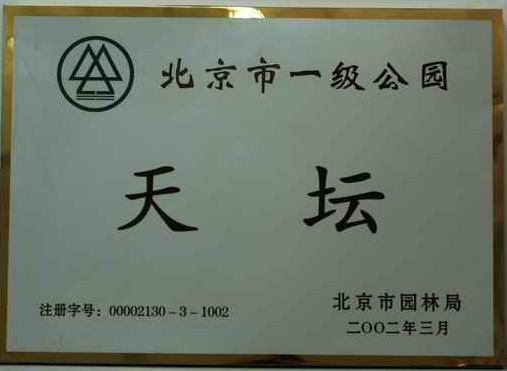 北京市一级公园
天坛
注册字号：00002130-3-1002
北京市园林局
二〇〇二年三月